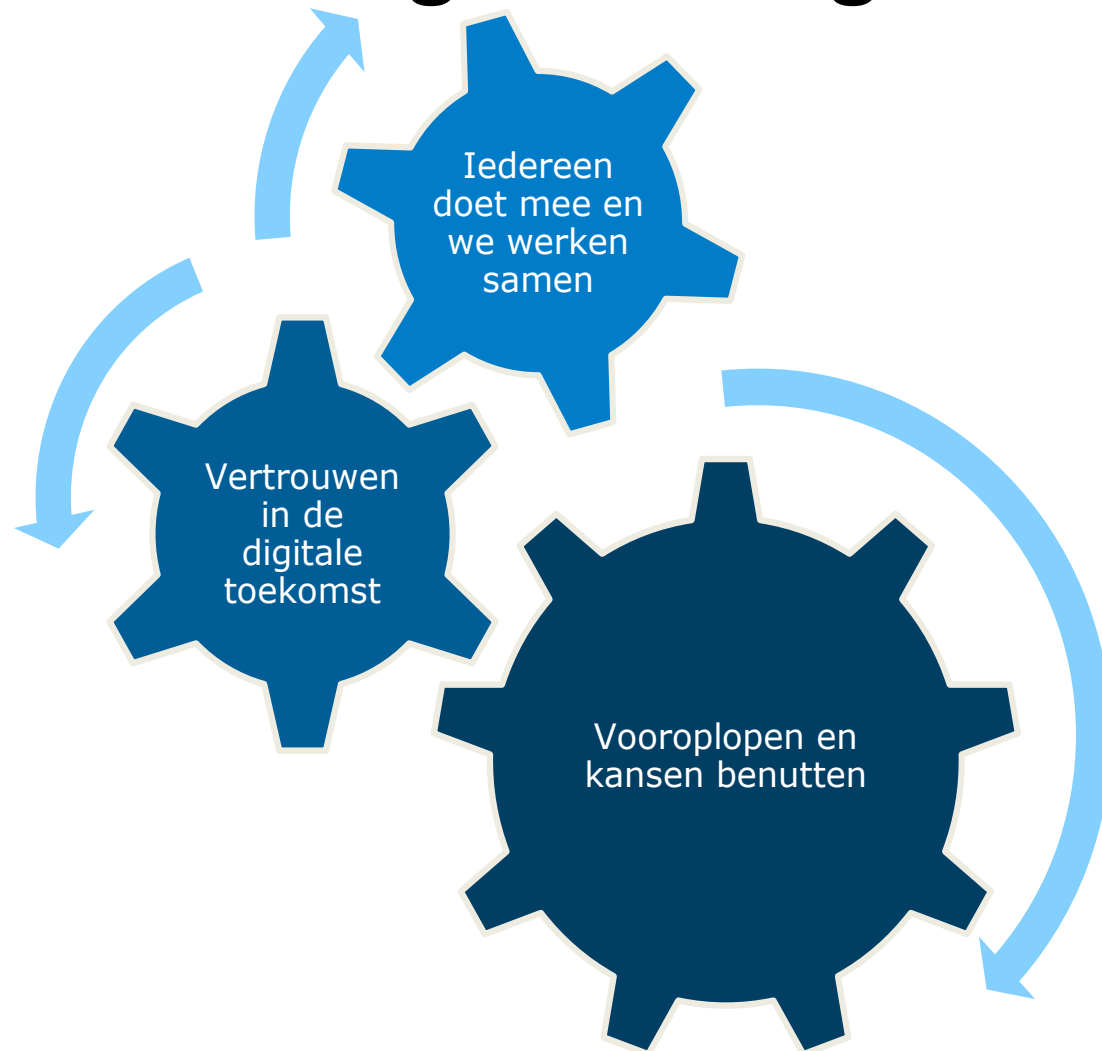 Iedereen
doet mee en
we werken
samen
Vertrouwen
in de
digitale
toekomst
Vooroplopen en
kansen benutten